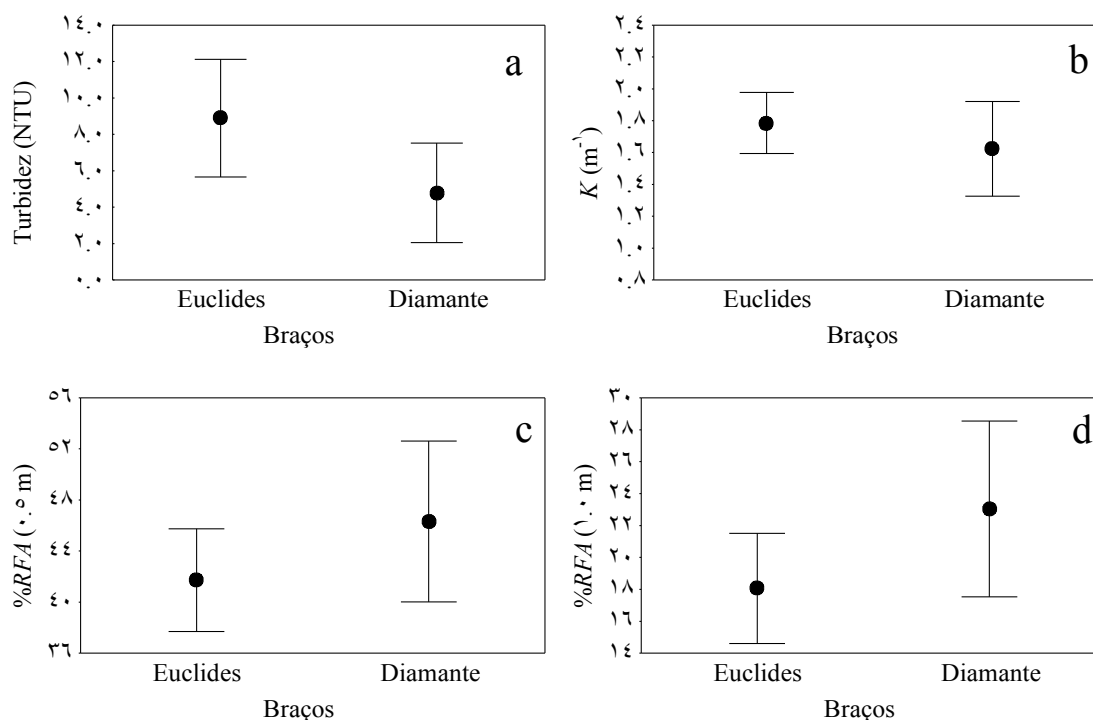 Turbidez (NTU)
١٤.٠
١٢.٠
١٠.٠
٨.٠
٦.٠
٤.٠
٢.٠
٠.٠
a
Euclides Diamante
Braços
K (m⁻¹)
٢.٤
٢.٢
٢.٠
١.٨
١.٦
١.٤
١.٢
١.٠
٠.٨
b
Euclides Diamante
Braços
%RFA (٠.٥ m)
٥٦
٥٢
٤٨
٤٤
٤٠
٣٦
c
Euclides Diamante
Braços
%RFA (١.٠ m)
٣٠
٢٨
٢٦
٢٤
٢٢
٢٠
١٨
١٦
١٤
d
Euclides Diamante
Braços